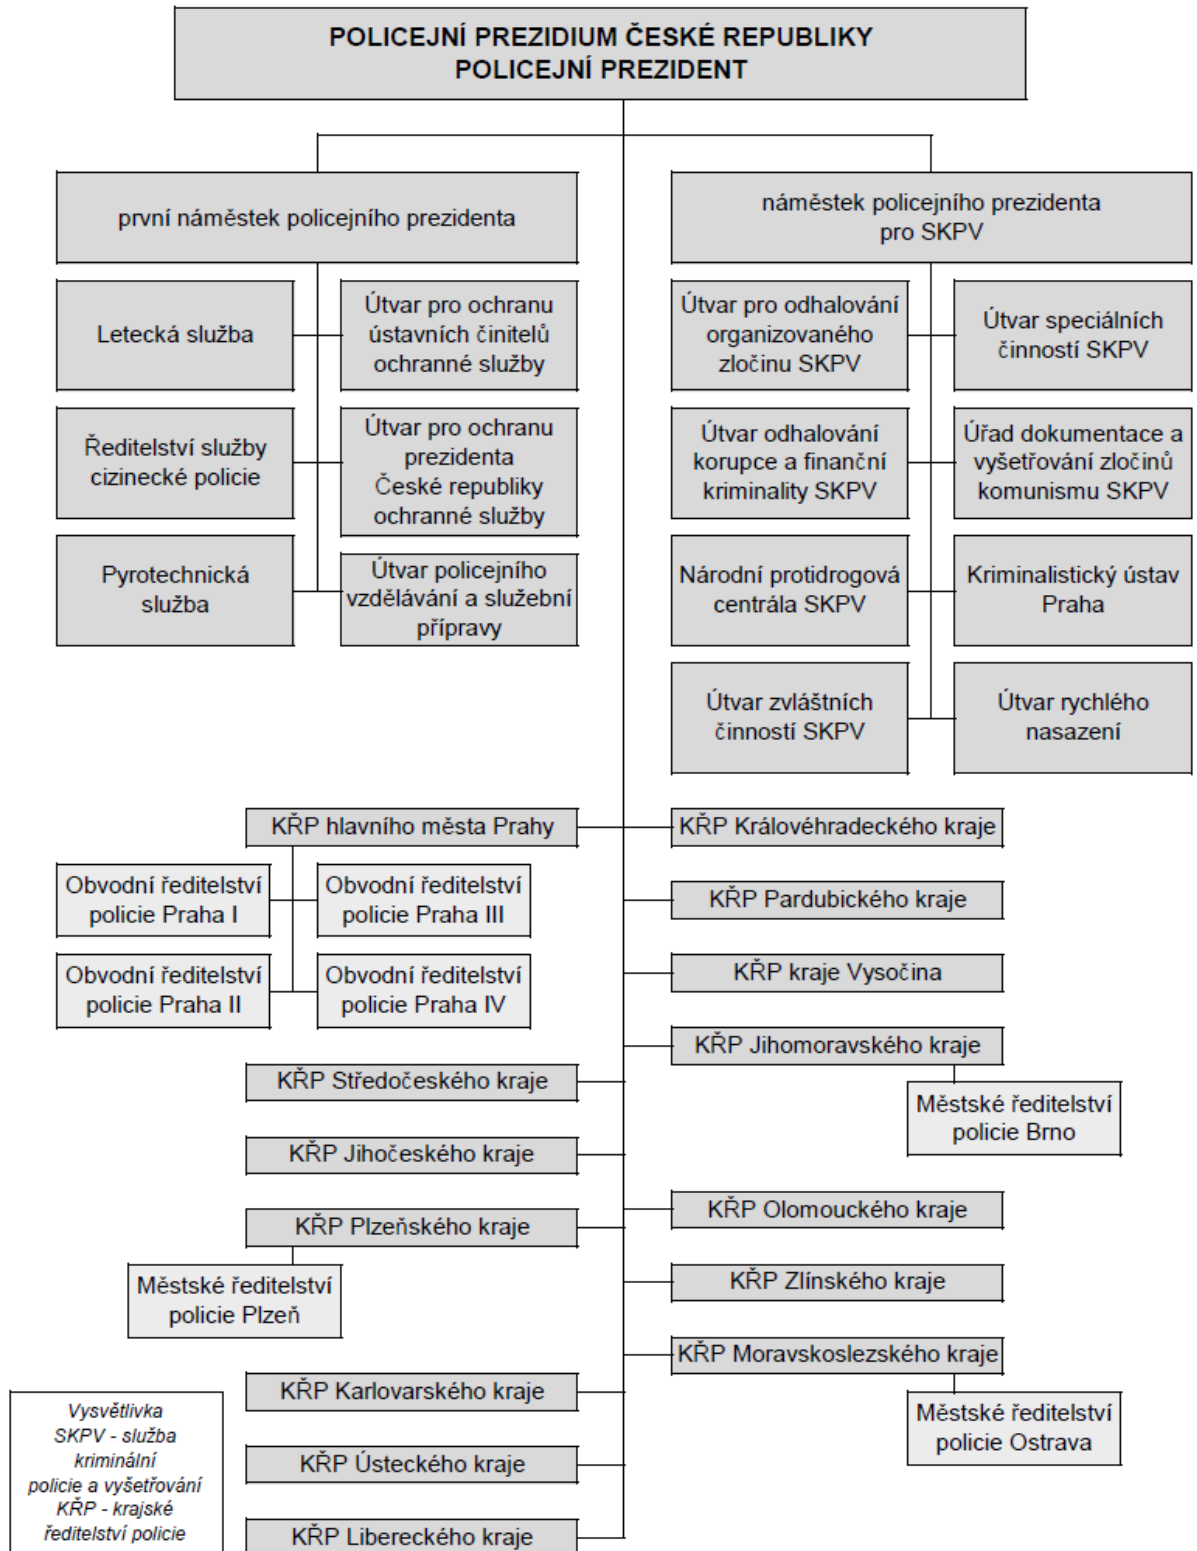 POLICEJNÍ PREZIDIUM ČESKÉ REPUBLIKY
POLICEJNÍ PREZIDENT
první náměstek policejního prezidenta
náměstek policejního prezidenta
pro SKPV
Letecká služba
Útvar pro ochranu
ústavních činitelů
ochranné služby
Útvar pro odhalování
organizovaného
zločinu SKPV
Útvar speciálních
činností SKPV
Ředitelství služby
cizinecké policie
Útvar pro ochranu
prezidenta
České republiky
ochranné služby
Útvar odhalování
korupce a finanční
kriminality SKPV
Úřad dokumentace a
vyšetřování zločinů
komunismu SKPV
Pyrotechnická
služba
Útvar policejního
vzdělávání a služební
přípravy
Národní protidrogová
centrála SKPV
Kriminalistický ústav
Praha
Útvar zvláštních
činností SKPV
Útvar rychlého
nasazení
KŘP hlavního města Prahy
KŘP Královéhradeckého kraje
Obvodní ředitelství
policie Praha I
Obvodní ředitelství
policie Praha III
KŘP Pardubického kraje
Obvodní ředitelství
policie Praha II
Obvodní ředitelství
policie Praha IV
KŘP kraje Vysočina
KŘP Jihomoravského kraje
KŘP Středočeského kraje
Městské ředitelství
policie Brno
KŘP Jihočeského kraje
KŘP Olomouckého kraje
KŘP Plzeňského kraje
Městské ředitelství
policie Plzeň
KŘP Zlínského kraje
KŘP Moravskoslezského kraje
KŘP Karlovarského kraje
Městské ředitelství
policie Ostrava
KŘP Ústeckého kraje
KŘP Libereckého kraje
Vysvětlivka
SKPV - služba
kriminální
policie a vyšetřování
KŘP - krajské
ředitelství policie